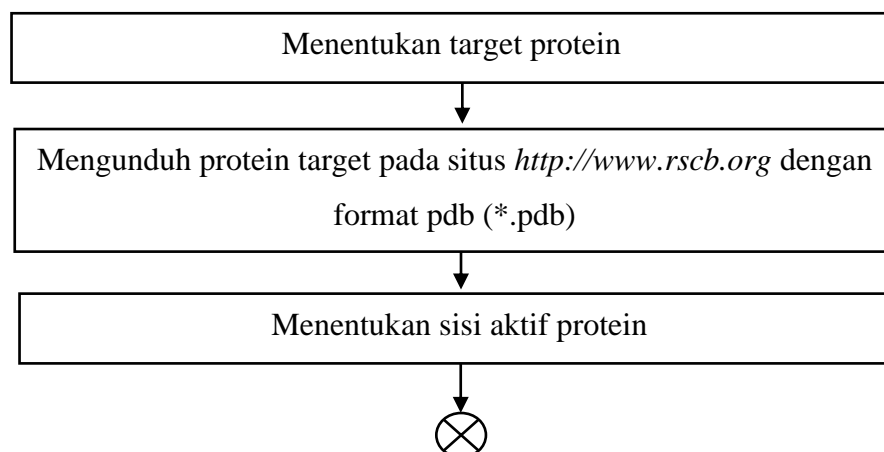 Menentukan target protein
Mengunduh protein target pada situs http://www.rscb.org dengan
format pdb (*.pdb)
Menentukan sisi aktif protein